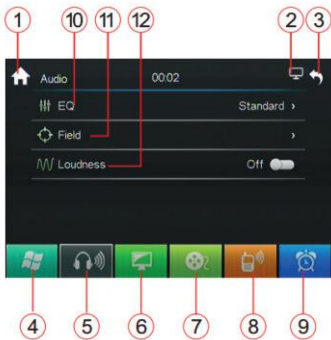 1 10 11 12 2 3
Audio 00:02
EQ Standard ›
Field ›
Loudness Off
4 5 6 7 8 9